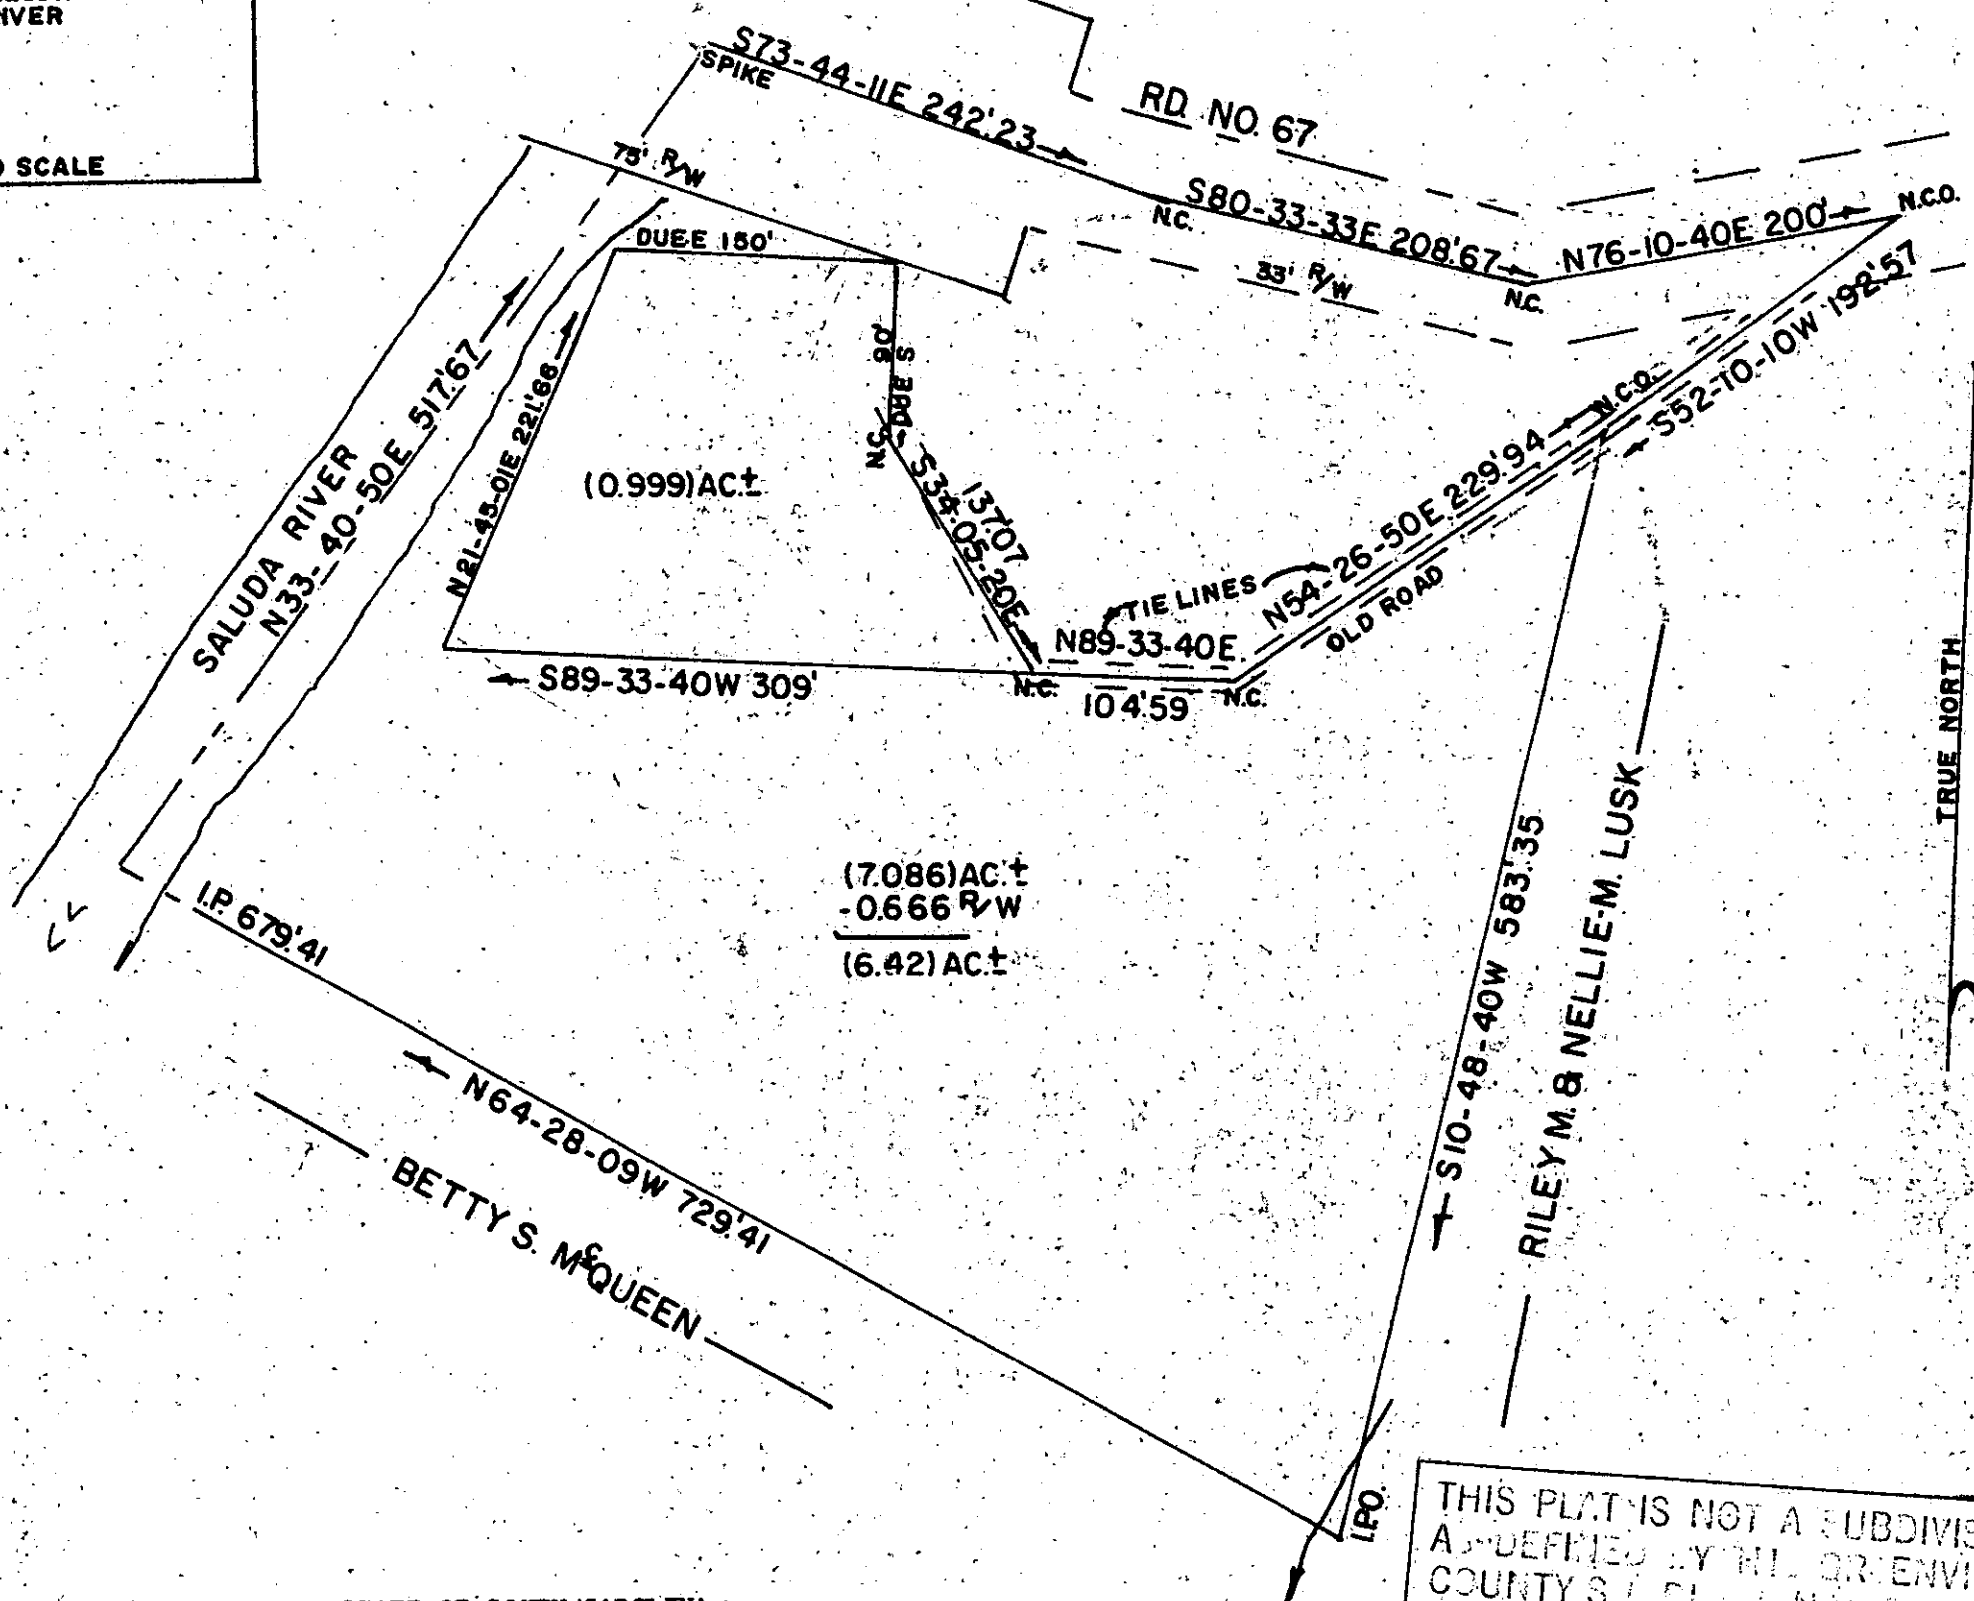 SCALE
S73-44-11E 242'.23
SPIKE
RD. NO. 67
75' R/W
DUE E 150'
N.C.
S80-33-33E 208'.67
N.C.
N76-10-40E 200'
N.C.O.
33' R/W
SALUDA RIVER
N33-40-50E 517'.67
N21-45-01E 221'.66
90'
DUE S
N.C.
(0.999)AC.±
S34-05-20E
137'.07
TIE LINES
N54-26-50E 229'.94
N.C.O.
S52-10-10W 192'.57
OLD ROAD
N89-33-40E
104'.59
N.C.
N.C.
S89-33-40W 309'
TRUE NORTH
(7.086)AC.±
-0.666 R/W
(6.42)AC.±
I.P. 679'.41
N64-28-09W 729'.41
BETTY S. McQUEEN
S10-48-40W 583'.35
RILEY M. & NELLIE M. LUSK
I.P.O.
THIS PLAT IS NOT A
COUNTY